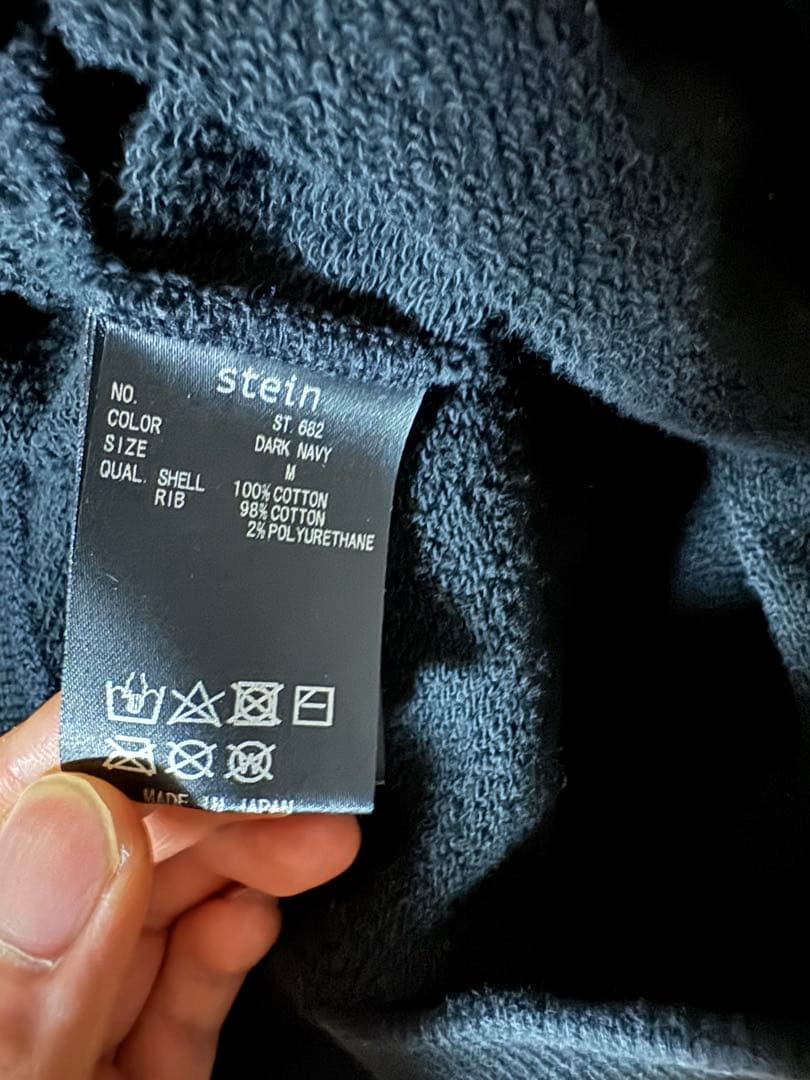 stein
NO. ST.662
COLOR DARK NAVY
SIZE M
QUAL. SHELL 100%COTTON
RIB 98%COTTON
2%POLYURETHANE
W
MADE IN JAPAN